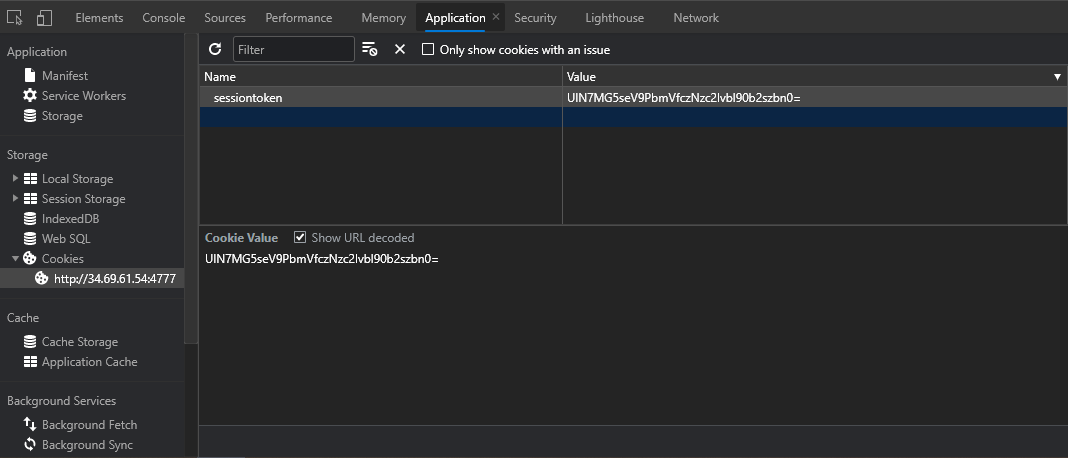 Elements Console Sources Performance Memory Application × Security Lighthouse Network
Application
Manifest
Service Workers
Storage
Storage
Local Storage
Session Storage
IndexedDB
Web SQL
Cookies
http://34.69.61.54:4777
Cache
Cache Storage
Application Cache
Background Services
Background Fetch
Background Sync
Filter
Only show cookies with an issue
Name Value
sessiontoken UIN7MG5seV9PbmVfczNzc2lvbl90b2szbn0=
Cookie Value Show URL decoded
UIN7MG5seV9PbmVfczNzc2lvbl90b2szbn0=